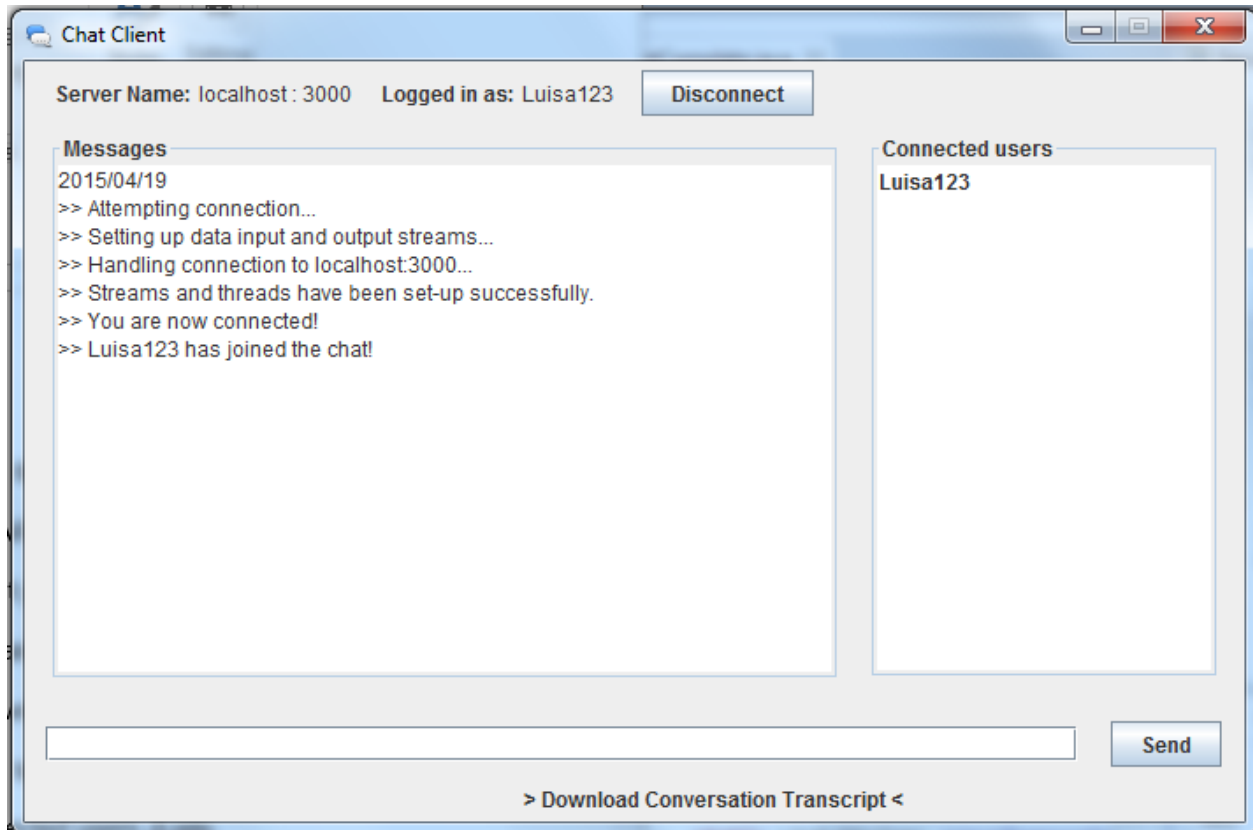 Chat Client
Server Name: localhost : 3000 Logged in as: Luisa123 Disconnect
Messages
2015/04/19
>> Attempting connection...
>> Setting up data input and output streams...
>> Handling connection to localhost:3000...
>> Streams and threads have been set-up successfully.
>> You are now connected!
>> Luisa123 has joined the chat!
Connected users
Luisa123
Send
> Download Conversation Transcript <